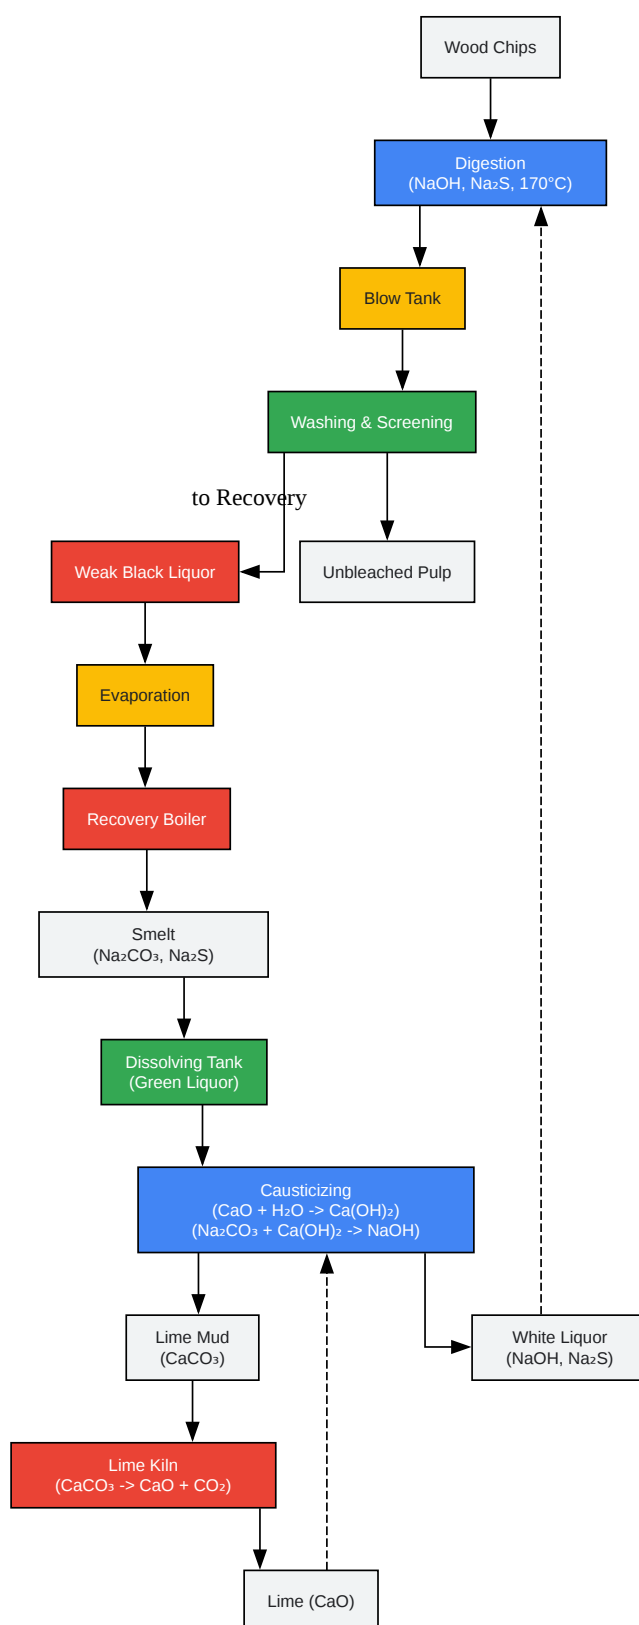 Wood Chips
Digestion
(NaOH, Na₂S, 170°C)
Blow Tank
Washing & Screening
to Recovery
Weak Black Liquor
Unbleached Pulp
Evaporation
Recovery Boiler
Smelt
(Na₂CO₃, Na₂S)
Dissolving Tank
(Green Liquor)
Causticizing
(CaO + H₂O -> Ca(OH)₂)
(Na₂CO₃ + Ca(OH)₂ -> NaOH)
Lime Mud
(CaCO₃)
White Liquor
(NaOH, Na₂S)
Lime Kiln
(CaCO₃ -> CaO + CO₂)
Lime (CaO)